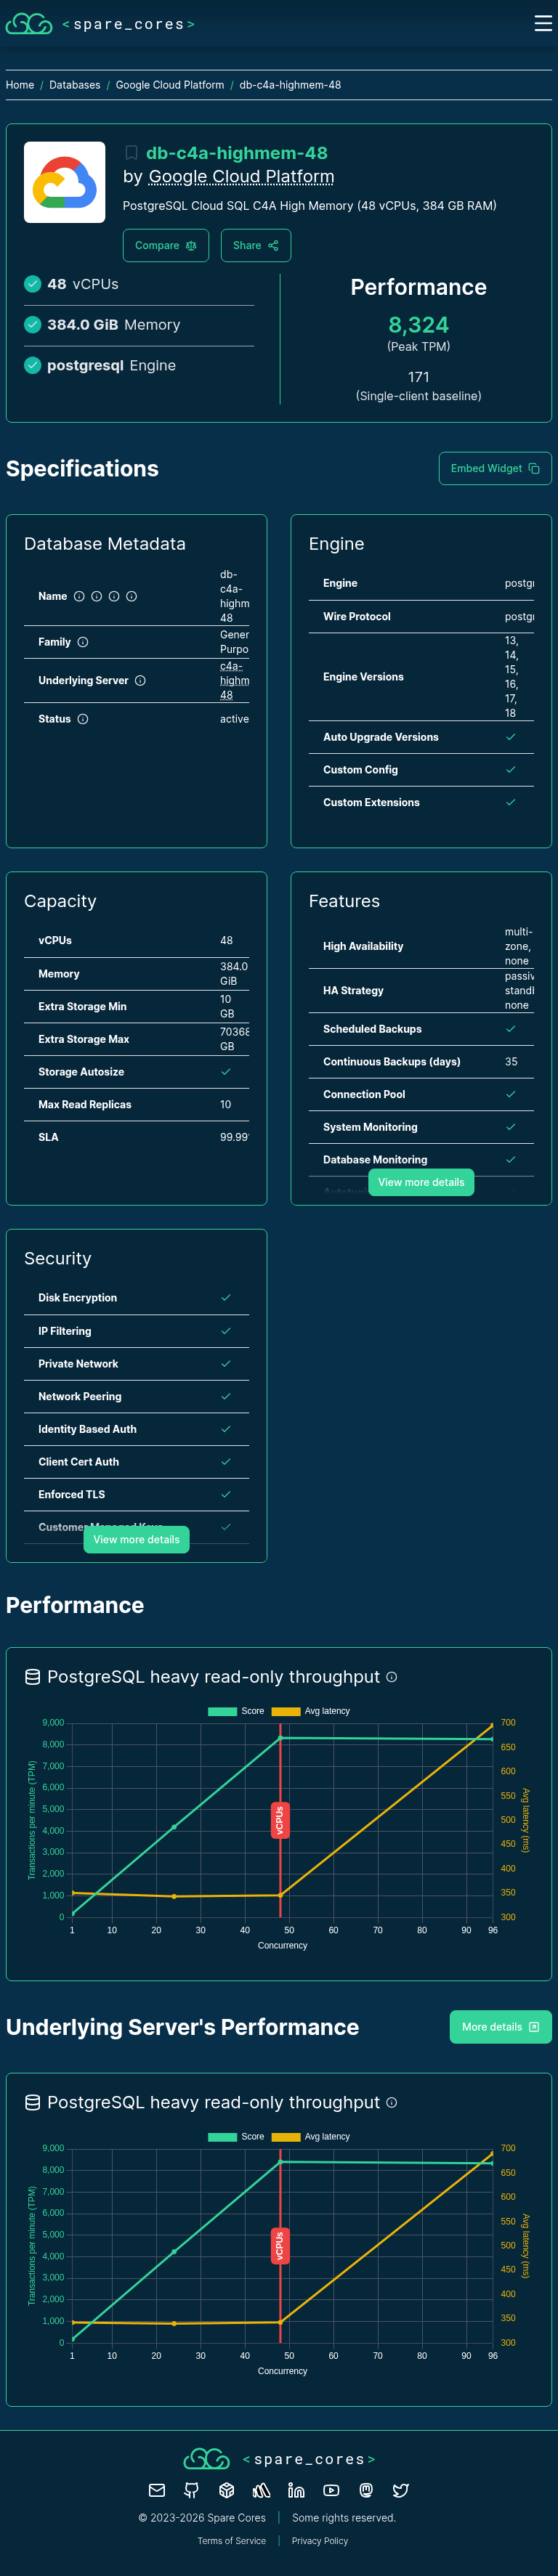 <spare_cores>
Home / Databases / Google Cloud Platform / db-c4a-highmem-48
db-c4a-highmem-48
by Google Cloud Platform
PostgreSQL Cloud SQL C4A High Memory (48 vCPUs, 384 GB RAM)
Compare
Share
48 vCPUs
384.0 GiB Memory
postgresql Engine
Performance
8,324
(Peak TPM)
171
(Single-client baseline)
Specifications
Embed Widget
Database Metadata
Name
db-
c4a-
highm
48
Family
Gener
Purpo
Underlying Server
c4a-
highm
48
Status
active
Engine
Engine
postgr
Wire Protocol
postgr
Engine Versions
13,
14,
15,
16,
17,
18
Auto Upgrade Versions
Custom Config
Custom Extensions
Capacity
vCPUs
48
Memory
384.0
GiB
Extra Storage Min
10
GB
Extra Storage Max
70368
GB
Storage Autosize
Max Read Replicas
10
SLA
99.99
Features
High Availability
multi-
zone,
none
HA Strategy
passiv
standb
none
Scheduled Backups
Continuous Backups (days)
35
Connection Pool
System Monitoring
Database Monitoring
View more details
Security
Disk Encryption
IP Filtering
Private Network
Network Peering
Identity Based Auth
Client Cert Auth
Enforced TLS
Customer Managed Keys
View more details
Performance
PostgreSQL heavy read-only throughput
Score
Avg latency
Transactions per minute (TPM)
9,000
8,000
7,000
6,000
5,000
4,000
3,000
2,000
1,000
0
vCPUs
700
650
600
550
500
450
400
350
300
Avg latency (ms)
1 10 20 30 40 50 60 70 80 90 96
Concurrency
Underlying Server's Performance
More details
PostgreSQL heavy read-only throughput
Score
Avg latency
Transactions per minute (TPM)
9,000
8,000
7,000
6,000
5,000
4,000
3,000
2,000
1,000
0
vCPUs
700
650
600
550
500
450
400
350
300
Avg latency (ms)
1 10 20 30 40 50 60 70 80 90 96
Concurrency
<spare_cores>
© 2023-2026 Spare Cores | Some rights reserved.
Terms of Service | Privacy Policy